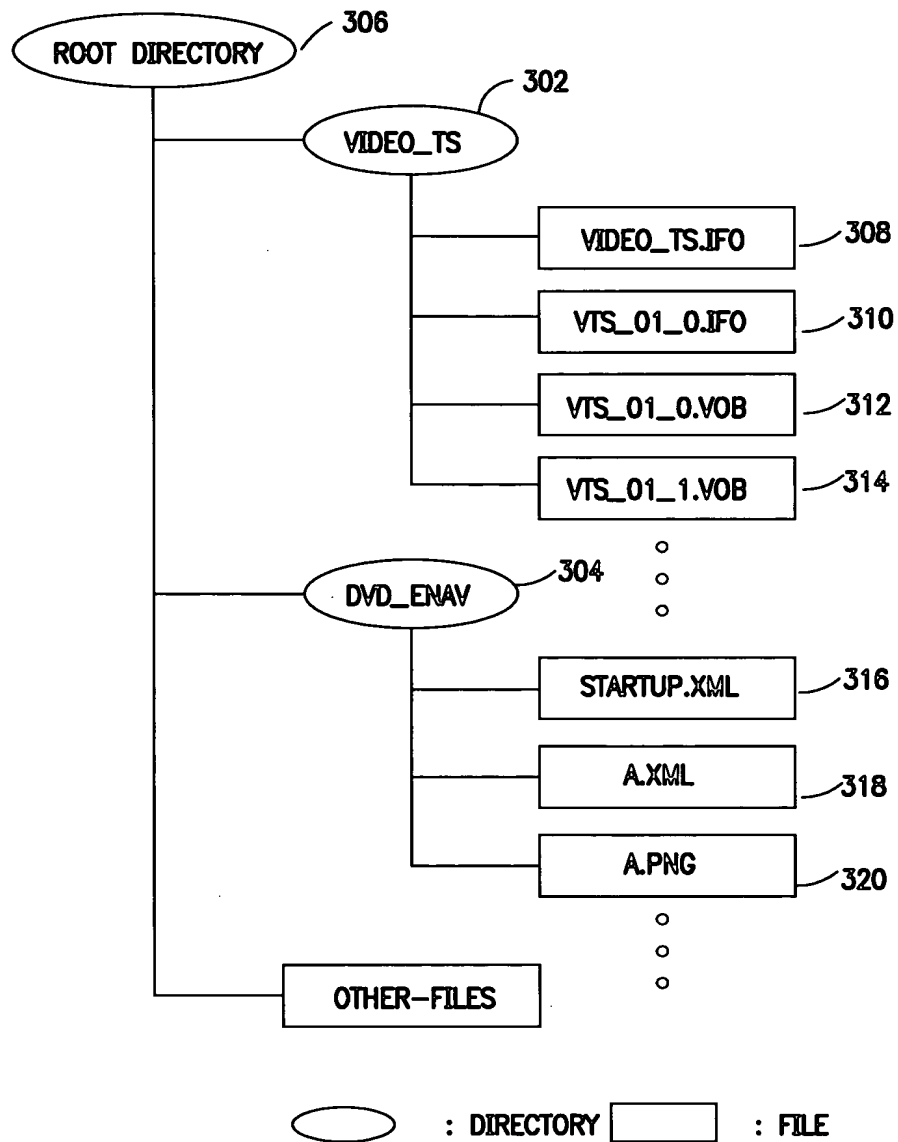 ROOT DIRECTORY 306
VIDEO_TS 302
VIDEO_TS.IFO 308
VTS_01_0.IFO 310
VTS_01_0.VOB 312
VTS_01_1.VOB 314
DVD_ENAV 304
STARTUP.XML 316
A.XML 318
A.PNG 320
OTHER-FILES
: DIRECTORY : FILE